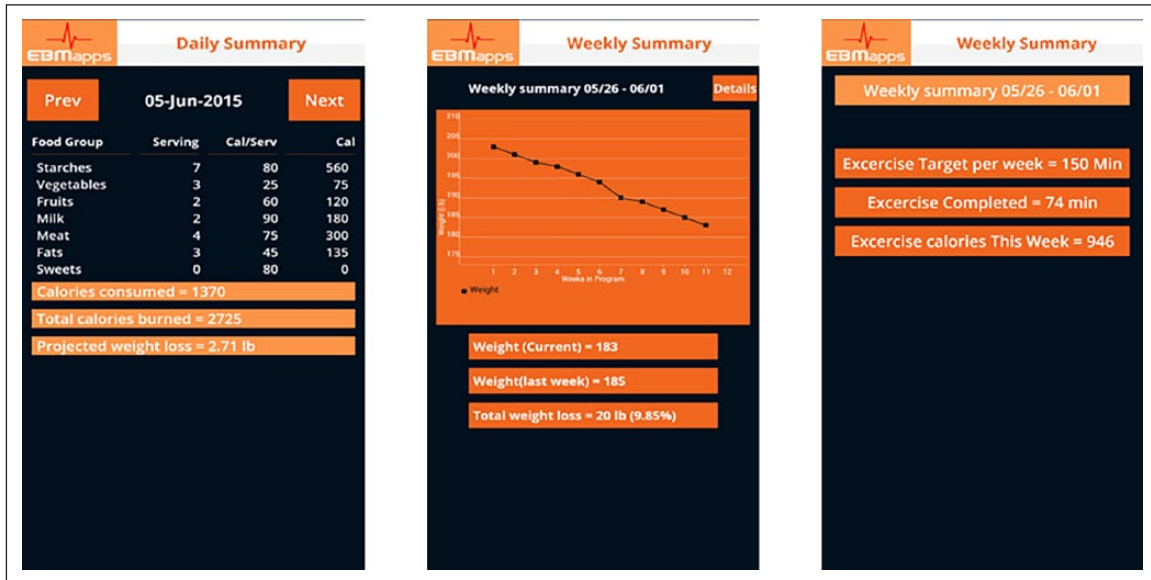 EBMapps
Daily Summary
Prev 05-Jun-2015 Next
Food Group Serving Cal/Serv Cal
Starches 7 80 560
Vegetables 3 25 75
Fruits 2 60 120
Milk 2 90 180
Meat 4 75 300
Fats 3 45 135
Sweets 0 80 0
Calories consumed = 1370
Total calories burned = 2725
Projected weight loss = 2.71 lb
EBMapps
Weekly Summary
Weekly summary 05/26 - 06/01 Details
210
205
200
195
190
185
180
175
Weight (Lb)
1 2 3 4 5 6 7 8 9 10 11 12
Weeks in Program
Weight
Weight (Current) = 183
Weight(last week) = 185
Total weight loss = 20 lb (9.85%)
EBMapps
Weekly Summary
Weekly summary 05/26 - 06/01
Excercise Target per week = 150 Min
Excercise Completed = 74 min
Excercise calories This Week = 946